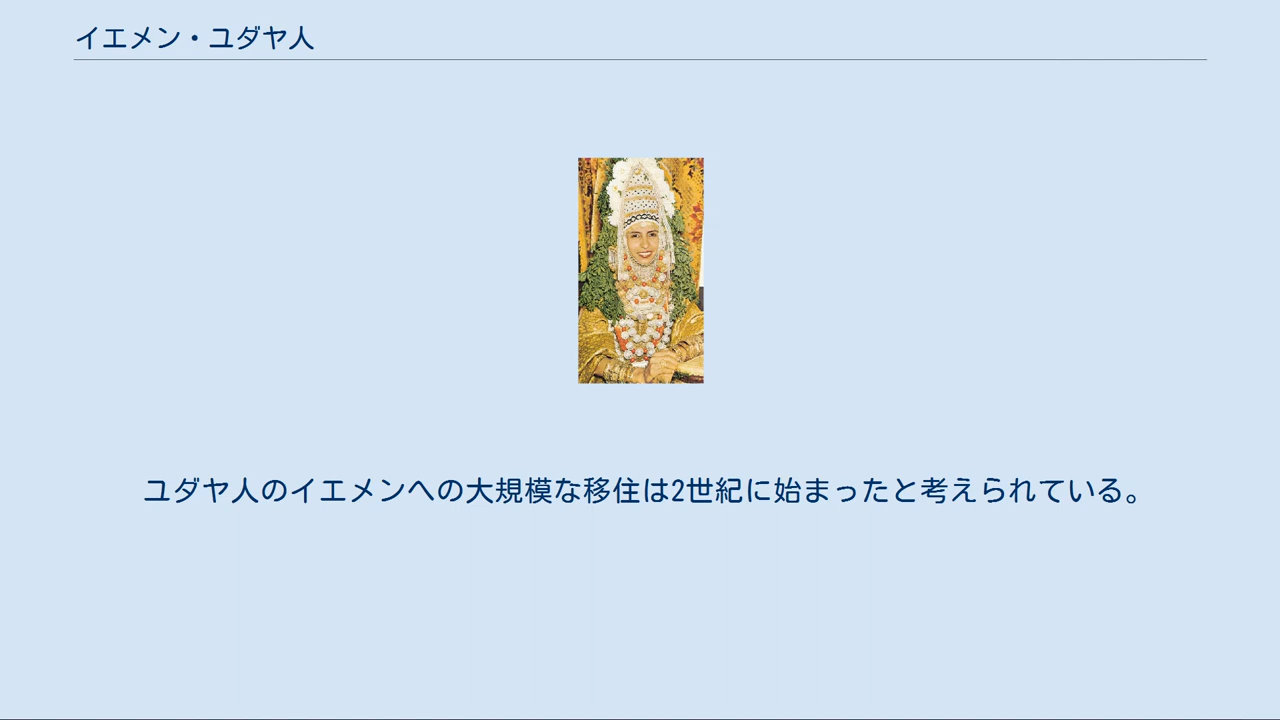 イエメン・ユダヤ人
ユダヤ人のイエメンへの大規模な移住は2世紀に始まったと考えられている。